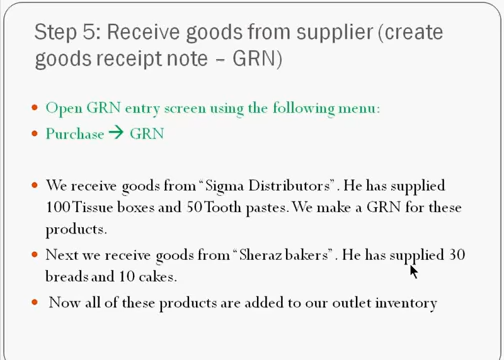 Step 5: Receive goods from supplier (create
goods receipt note – GRN)
• Open GRN entry screen using the following menu:
• Purchase → GRN
• We receive goods from “Sigma Distributors”. He has supplied
100 Tissue boxes and 50 Tooth pastes. We make a GRN for these
products.
• Next we receive goods from “Sheraz bakers”. He has supplied 30
breads and 10 cakes.
• Now all of these products are added to our outlet inventory